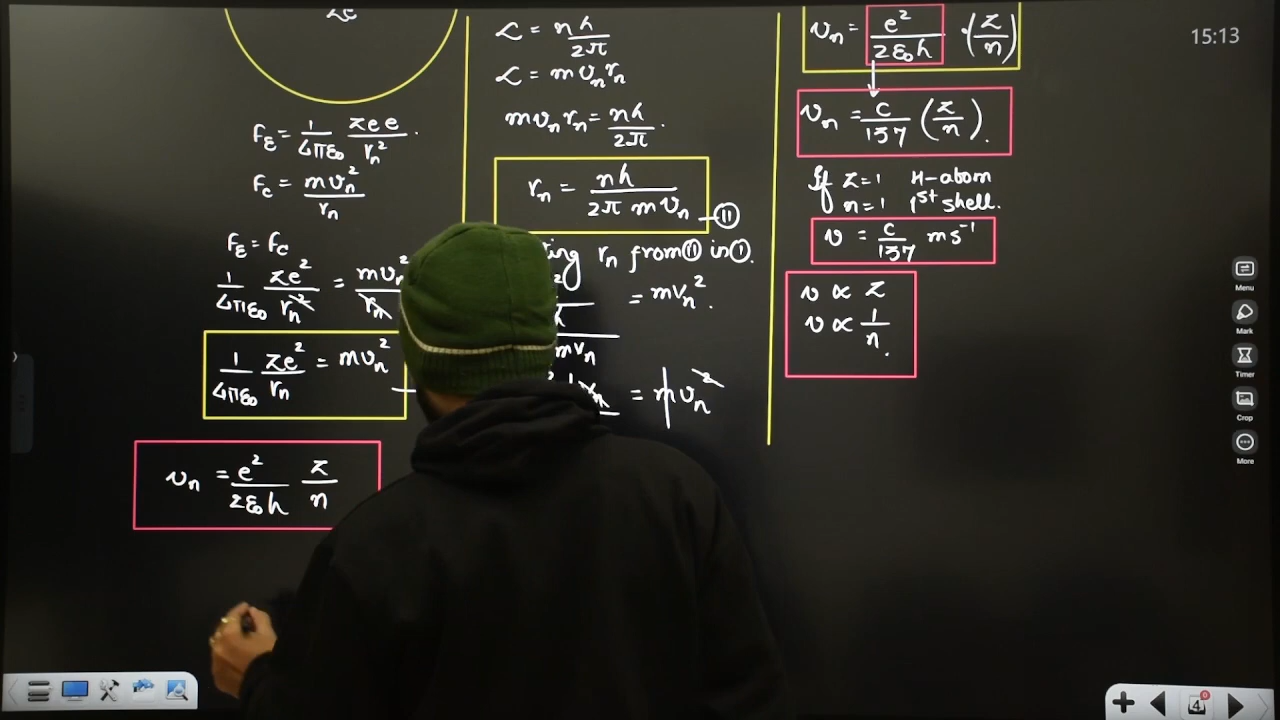 Ze
F_E = 1/4πε₀ Zee/r_n² .
F_C = mv_n²/r_n
F_E = F_C
1/4πε₀ Ze²/r_n² = mv_n²/r_n
1/4πε₀ Ze²/r_n = mv_n²
v_n = e²/2ε₀h Z/n
L = nh/2π
L = mv_n r_n
mv_n r_n = nh/2π .
r_n = nh/2π m v_n — (II)
r_n from (II) in (I).
= mv_n² .
mv_n
= mv_n²
v_n = e²/2ε₀h · (Z/n)
v_n = c/137 (Z/n) .
If Z=1 H-atom
n=1 1st shell.
v = c/137 ms⁻¹
v ∝ Z
v ∝ 1/n .
15:13
Menu
Mark
Timer
Crop
More
4